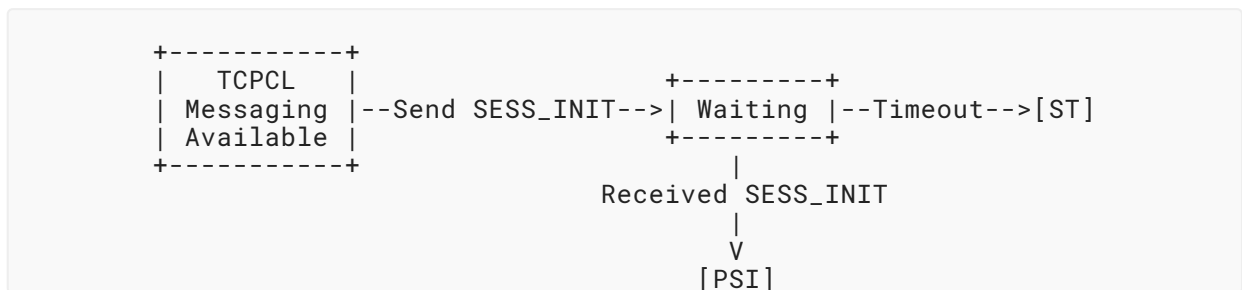 +-----------+
|   TCPCL   |                     +---------+
| Messaging |--Send SESS_INIT-->| Waiting |--Timeout-->[ST]
| Available |                     +---------+
+-----------+                          |
Received SESS_INIT
|
V
[PSI]